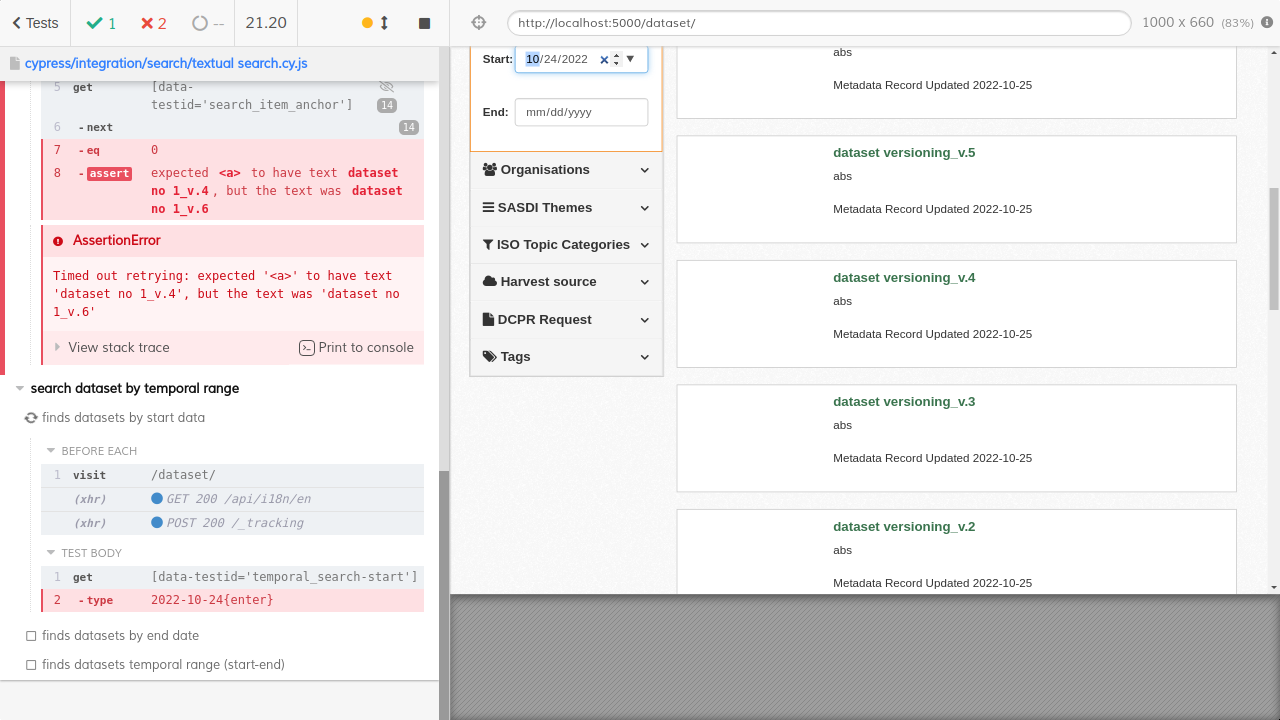 Tests
1
2
--
21.20
http://localhost:5000/dataset/
1000 x 660 (83%)
cypress/integration/search/textual search.cy.js
5 get [data-testid='search_item_anchor'] 14
6 -next 14
7 -eq 0
8 -assert expected <a> to have text dataset
no 1_v.4, but the text was dataset
no 1_v.6
AssertionError
Timed out retrying: expected '<a>' to have text
'dataset no 1_v.4', but the text was 'dataset no
1_v.6'
View stack trace
Print to console
search dataset by temporal range
finds datasets by start data
BEFORE EACH
1 visit /dataset/
(xhr) GET 200 /api/i18n/en
(xhr) POST 200 /_tracking
TEST BODY
1 get [data-testid='temporal_search-start']
2 -type 2022-10-24{enter}
finds datasets by end date
finds datasets temporal range (start-end)
Start: 10/24/2022
End: mm/dd/yyyy
Organisations
SASDI Themes
ISO Topic Categories
Harvest source
DCPR Request
Tags
abs
Metadata Record Updated 2022-10-25
dataset versioning_v.5
abs
Metadata Record Updated 2022-10-25
dataset versioning_v.4
abs
Metadata Record Updated 2022-10-25
dataset versioning_v.3
abs
Metadata Record Updated 2022-10-25
dataset versioning_v.2
abs
Metadata Record Updated 2022-10-25